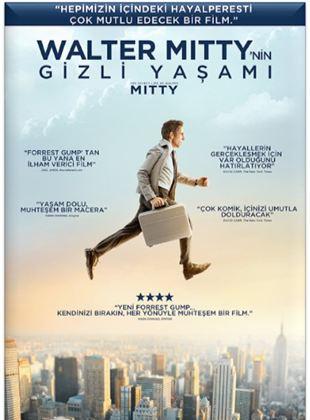 "HEPİMİZİN İÇİNDEKİ HAYALPERESTİ
ÇOK MUTLU EDECEK BİR FİLM."
WALTER MITTY'NİN
GİZLİ YAŞAMI
MITTY
"FORREST GUMP' TAN
BU YANA EN
İLHAM VERİCİ FİLM"
"HAYALLERİN
GERÇEKLEŞMEK İÇİN
VAR OLDUĞUNU
HATIRLATIYOR"
"YAŞAM DOLU,
MUHTEŞEM BİR MACERA"
"ÇOK KOMİK, İÇİNİZİ UMUTLA
DOLDURACAK"
★★★★
"YENİ FORREST GUMP...
KENDİNİZİ BIRAKIN, HER YÖNÜYLE MUHTEŞEM BİR FİLM."